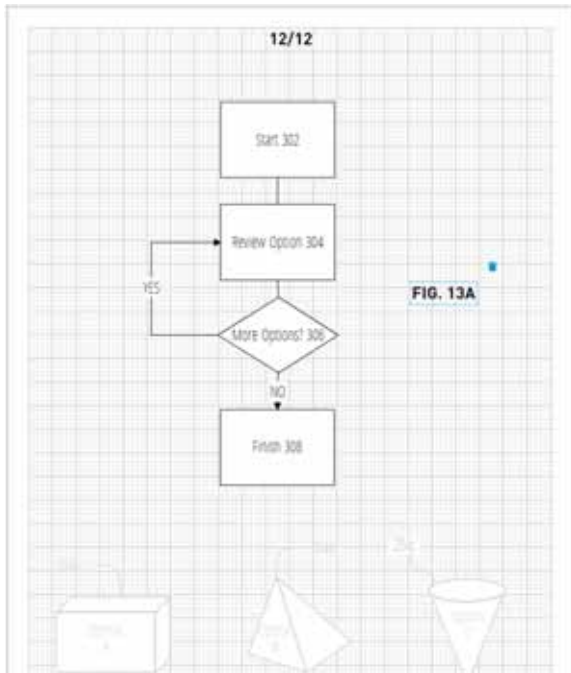 12/12
Start 302
Review Option 304
YES
FIG. 13A
More Options? 306
NO
Finish 308